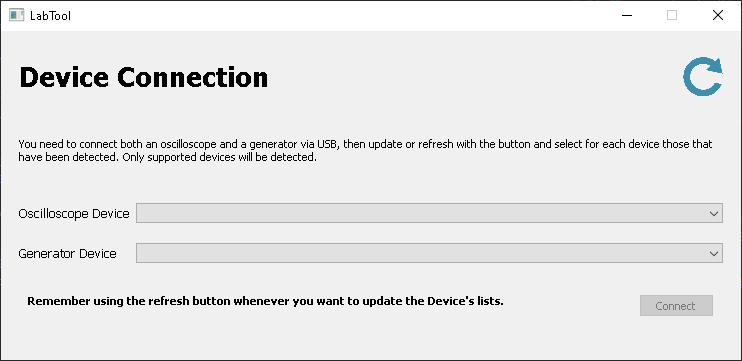 LabTool
Device Connection
You need to connect both an oscilloscope and a generator via USB, then update or refresh with the button and select for each device those that
have been detected. Only supported devices will be detected.
Oscilloscope Device
Generator Device
Remember using the refresh button whenever you want to update the Device's lists.
Connect